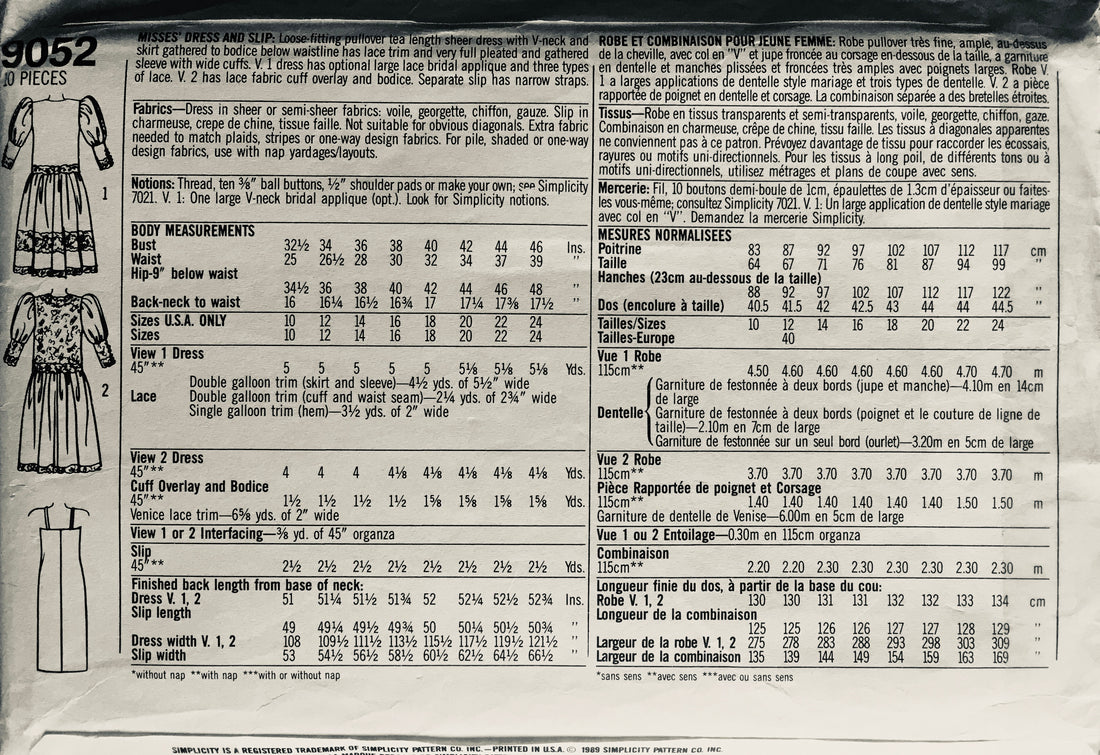 9052
10 PIECES
1
2
MISSES' DRESS AND SLIP: Loose-fitting pullover tea length sheer dress with V-neck and
skirt gathered to bodice below waistline has lace trim and very full pleated and gathered
sleeve with wide cuffs. V. 1 dress has optional large lace bridal applique and three types
of lace. V. 2 has lace fabric cuff overlay and bodice. Separate slip has narrow straps.
Fabrics—Dress in sheer or semi-sheer fabrics: voile, georgette, chiffon, gauze. Slip in
charmeuse, crepe de chine, tissue faille. Not suitable for obvious diagonals. Extra fabric
needed to match plaids, stripes or one-way design fabrics. For pile, shaded or one-way
design fabrics, use with nap yardages/layouts.
Notions: Thread, ten ⅜" ball buttons, ½" shoulder pads or make your own; see Simplicity
7021. V. 1: One large V-neck bridal applique (opt.). Look for Simplicity notions.
BODY MEASUREMENTS
Bust 32½ 34 36 38 40 42 44 46 Ins.
Waist 25 26½ 28 30 32 34 37 39 "
Hip-9" below waist
34½ 36 38 40 42 44 46 48 "
Back-neck to waist 16 16¼ 16½ 16¾ 17 17¼ 17⅜ 17½ "
Sizes U.S.A. ONLY 10 12 14 16 18 20 22 24
Sizes 10 12 14 16 18 20 22 24
View 1 Dress
45"** 5 5 5 5 5 5⅛ 5⅛ 5⅛ Yds.
Double galloon trim (skirt and sleeve)—4½ yds. of 5½" wide
Lace Double galloon trim (cuff and waist seam)—2¼ yds. of 2¾" wide
Single galloon trim (hem)—3½ yds. of 2" wide
View 2 Dress
45"** 4 4 4 4⅛ 4⅛ 4⅛ 4⅛ 4⅛ Yds.
Cuff Overlay and Bodice
45"** 1½ 1½ 1½ 1½ 1⅝ 1⅝ 1⅝ 1⅝ Yds.
Venice lace trim—6⅝ yds. of 2" wide
View 1 or 2 Interfacing—⅜ yd. of 45" organza
Slip
45"** 2½ 2½ 2½ 2½ 2½ 2½ 2½ 2½ Yds.
Finished back length from base of neck:
Dress V. 1, 2 51 51¼ 51½ 51¾ 52 52¼ 52½ 52¾ Ins.
Slip length
49 49¼ 49½ 49¾ 50 50¼ 50½ 50¾ "
Dress width V. 1, 2 108 109½ 111½ 113½ 115½ 117½ 119½ 121½ "
Slip width 53 54½ 56½ 58½ 60½ 62½ 64½ 66½ "
*without nap **with nap ***with or without nap
ROBE ET COMBINAISON POUR JEUNE FEMME: Robe pullover très fine, ample, au-dessus
de la cheville, avec col en "V" et jupe froncée au corsage en-dessous de la taille, a garniture
en dentelle et manches plissées et froncées très amples avec poignets larges. Robe V.
1 a larges applications de dentelle style mariage et trois types de dentelle. V. 2 a pièce
rapportée de poignet en dentelle et corsage. La combinaison séparée a des bretelles étroites.
Tissus—Robe en tissus transparents et semi-transparents, voile, georgette, chiffon, gaze.
Combinaison en charmeuse, crêpe de chine, tissu faille. Les tissus à diagonales apparentes
ne conviennent pas à ce patron. Prévoyez davantage de tissu pour raccorder les écossais,
rayures ou motifs uni-directionnels. Pour les tissus à long poil, de différents tons ou à
motifs uni-directionnels, utilisez métrages et plans de coupe avec sens.
Mercerie: Fil, 10 boutons demi-boule de 1cm, épaulettes de 1.3cm d'épaisseur ou faites-
les vous-même; consultez Simplicity 7021. V. 1: Un large application de dentelle style mariage
avec col en "V". Demandez la mercerie Simplicity.
MESURES NORMALISEES
Poitrine 83 87 92 97 102 107 112 117 cm
Taille 64 67 71 76 81 87 94 99 "
Hanches (23cm au-dessous de la taille)
88 92 97 102 107 112 117 122 "
Dos (encolure à taille) 40.5 41.5 42 42.5 43 44 44 44.5 "
Tailles/Sizes 10 12 14 16 18 20 22 24
Tailles-Europe 40
Vue 1 Robe
115cm** 4.50 4.60 4.60 4.60 4.60 4.60 4.70 4.70 m
Garniture de festonnée à deux bords (jupe et manche)—4.10m en 14cm
de large
Dentelle Garniture de festonnée à deux bords (poignet et le couture de ligne de
taille)—2.10m en 7cm de large
Garniture de festonnée sur un seul bord (ourlet)—3.20m en 5cm de large
Vue 2 Robe
115cm** 3.70 3.70 3.70 3.70 3.70 3.70 3.70 3.70 m
Pièce Rapportée de poignet et Corsage
115cm** 1.40 1.40 1.40 1.40 1.40 1.40 1.50 1.50 m
Garniture de dentelle de Venise—6.00m en 5cm de large
Vue 1 ou 2 Entoilage—0.30m en 115cm organza
Combinaison
115cm** 2.20 2.20 2.30 2.30 2.30 2.30 2.30 2.30 m
Longueur finie du dos, à partir de la base du cou:
Robe V. 1, 2 130 130 131 131 132 132 133 134 cm
Longueur de la combinaison
125 125 126 126 127 127 128 129 "
Largeur de la robe V. 1, 2 275 278 283 288 293 298 303 309 "
Largeur de la combinaison 135 139 144 149 154 159 163 169 "
*sans sens **avec sens ***avec ou sans sens
SIMPLICITY IS A REGISTERED TRADEMARK OF SIMPLICITY PATTERN CO. INC.—PRINTED IN U.S.A. © 1989 SIMPLICITY PATTERN CO. INC.